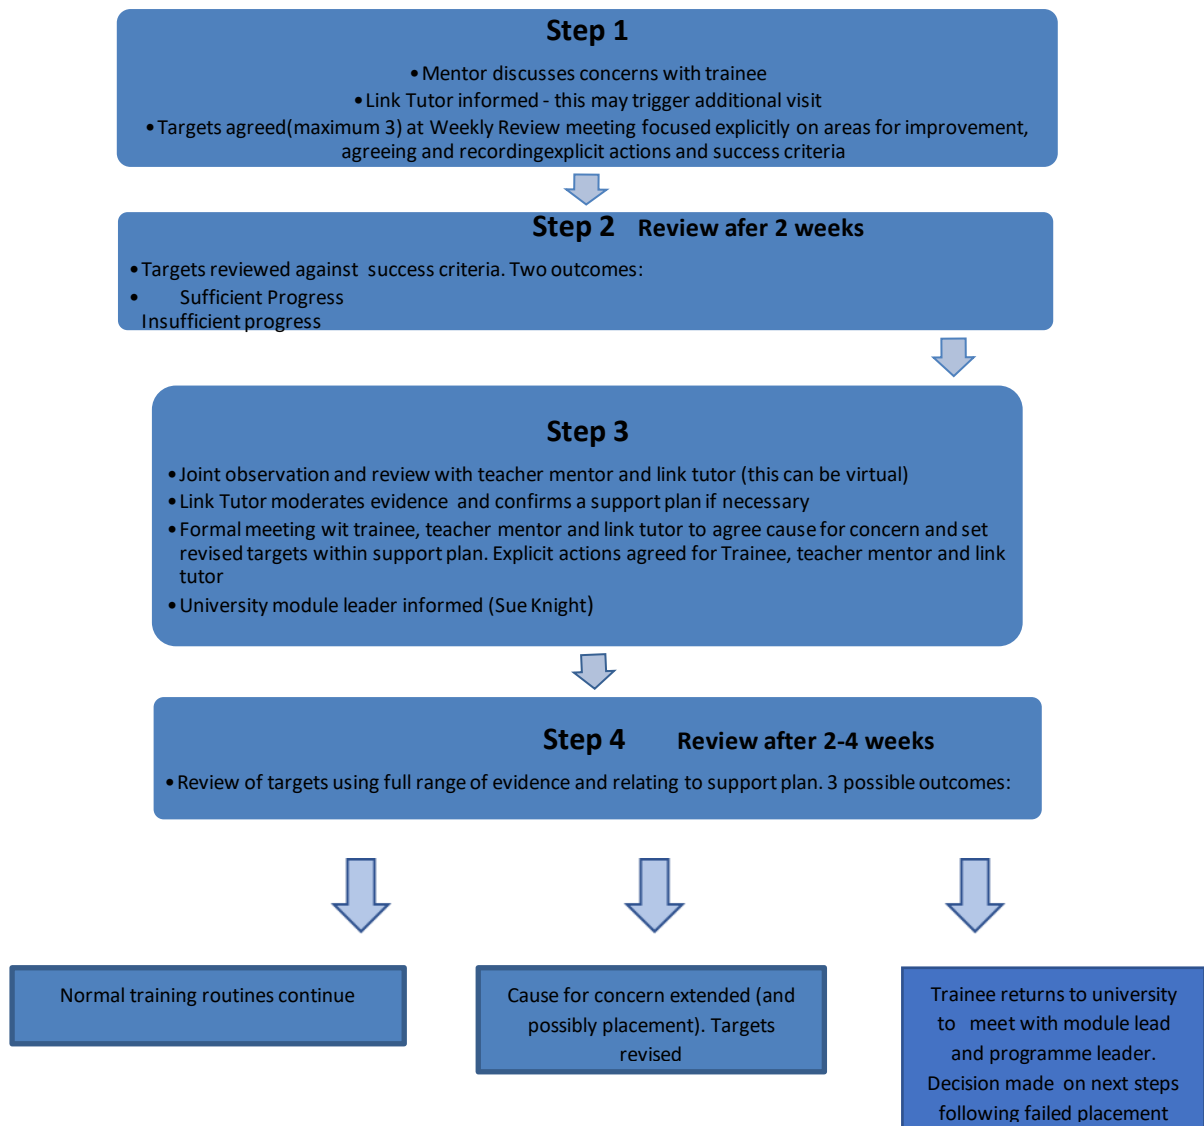 Step 1
•Mentor discusses concerns with trainee
•Link Tutor informed - this may trigger additional visit
•Targets agreed(maximum 3) at Weekly Review meeting focused explicitly on areas for improvement,
agreeing and recordingexplicit actions and success criteria
Step 2 Review afer 2 weeks
•Targets reviewed against success criteria. Two outcomes:
• Sufficient Progress
Insufficient progress
Step 3
•Joint observation and review with teacher mentor and link tutor (this can be virtual)
•Link Tutor moderates evidence and confirms a support plan if necessary
•Formal meeting wit trainee, teacher mentor and link tutor to agree cause for concern and set
revised targets within support plan. Explicit actions agreed for Trainee, teacher mentor and link
tutor
•University module leader informed (Sue Knight)
Step 4 Review after 2-4 weeks
•Review of targets using full range of evidence and relating to support plan. 3 possible outcomes:
Normal training routines continue
Cause for concern extended (and
possibly placement). Targets
revised
Trainee returns to university
to meet with module lead
and programme leader.
Decision made on next steps
following failed placement